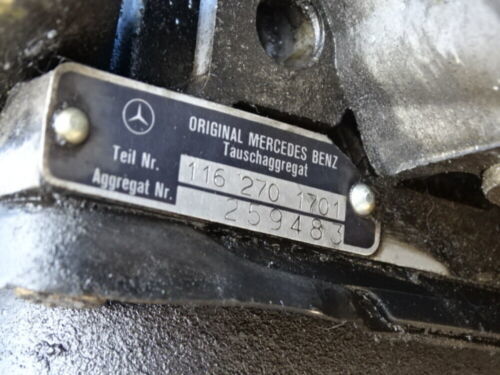 ORIGINAL MERCEDES BENZ
Tauschaggregat
Teil Nr. 116 270 1701
Aggregat Nr. 259483